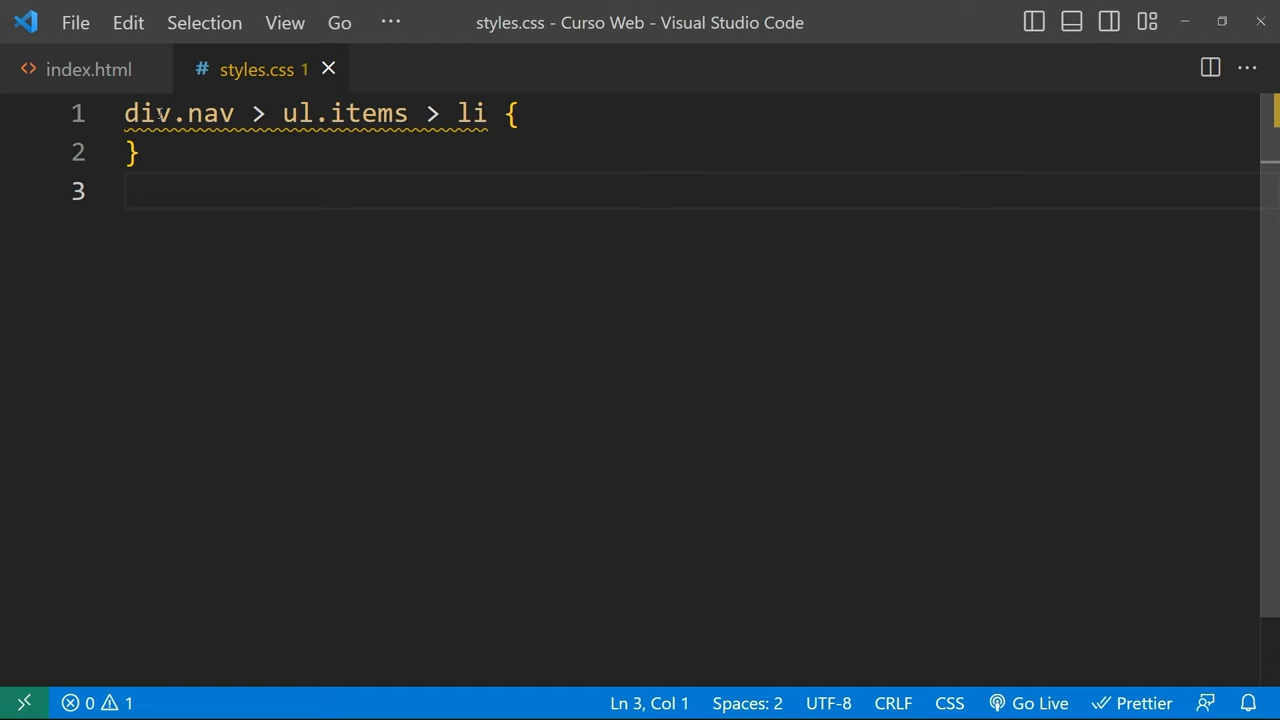 File Edit Selection View Go ··· styles.css - Curso Web - Visual Studio Code
<> index.html # styles.css 1
1 div.nav > ul.items > li {
2 }
3
0 1 Ln 3, Col 1 Spaces: 2 UTF-8 CRLF CSS Go Live Prettier